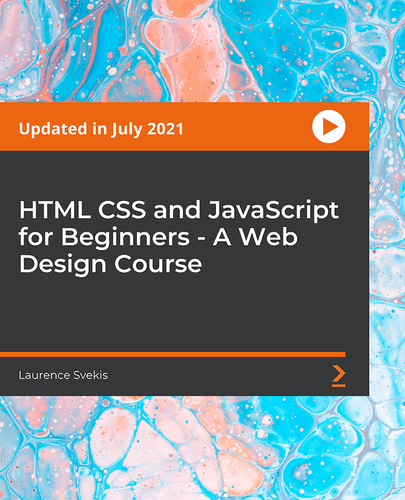 Updated in July 2021
HTML CSS and JavaScript
for Beginners - A Web
Design Course
Laurence Svekis